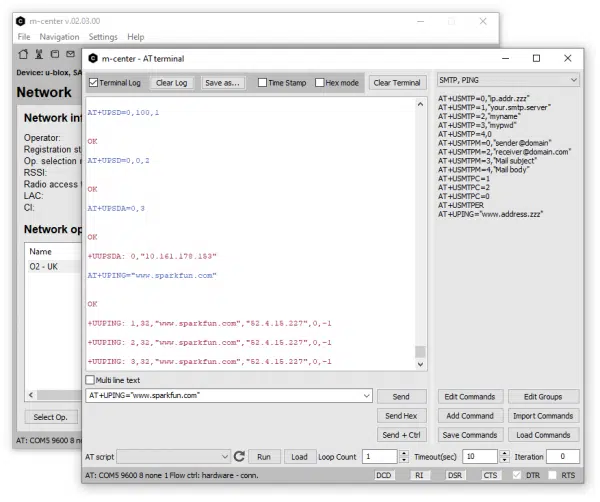 m-center v.02.03.00
File Navigation Settings Help
Device: u-blox, SA
Network
Network inf
Operator:
Registration st
Op. selection m
RSSI:
Radio access t
LAC:
CI:
Network op
Name
O2 - UK
Select Op.
AT: COM5 9600 8 none
m-center - AT terminal
Terminal Log Clear Log Save as... Time Stamp Hex mode Clear Terminal
AT+UPSD=0,100,1
OK
AT+UPSD=0,0,2
OK
AT+UPSDA=0,3
OK
+UUPSDA: 0,"10.161.178.153"
AT+UPING="www.sparkfun.com"
OK
+UUPING: 1,32,"www.sparkfun.com","52.4.15.227",0,-1
+UUPING: 2,32,"www.sparkfun.com","52.4.15.227",0,-1
+UUPING: 3,32,"www.sparkfun.com","52.4.15.227",0,-1
SMTP, PING
AT+USMTP=0,"ip.addr.zzz"
AT+USMTP=1,"your.smtp.server"
AT+USMTP=2,"myname"
AT+USMTP=3,"mypwd"
AT+USMTP=4,0
AT+USMTPM=0,"sender@domain"
AT+USMTPM=2,"receiver@domain.com"
AT+USMTPM=3,"Mail subject"
AT+USMTPM=4,"Mail body"
AT+USMTPC=1
AT+USMTPC=2
AT+USMTPC=0
AT+USMTPER
AT+UPING="www.address.zzz"
Multi line text
AT+UPING="www.sparkfun.com"
Send Edit Commands Edit Groups
Send Hex Add Command Import Commands
Send + Ctrl Save Commands Load Commands
AT script Run Load Loop Count 1 Timeout(sec) 10 Iteration 0
AT: COM5 9600 8 none 1 Flow ctrl: hardware - conn. DCD RI DSR CTS DTR RTS